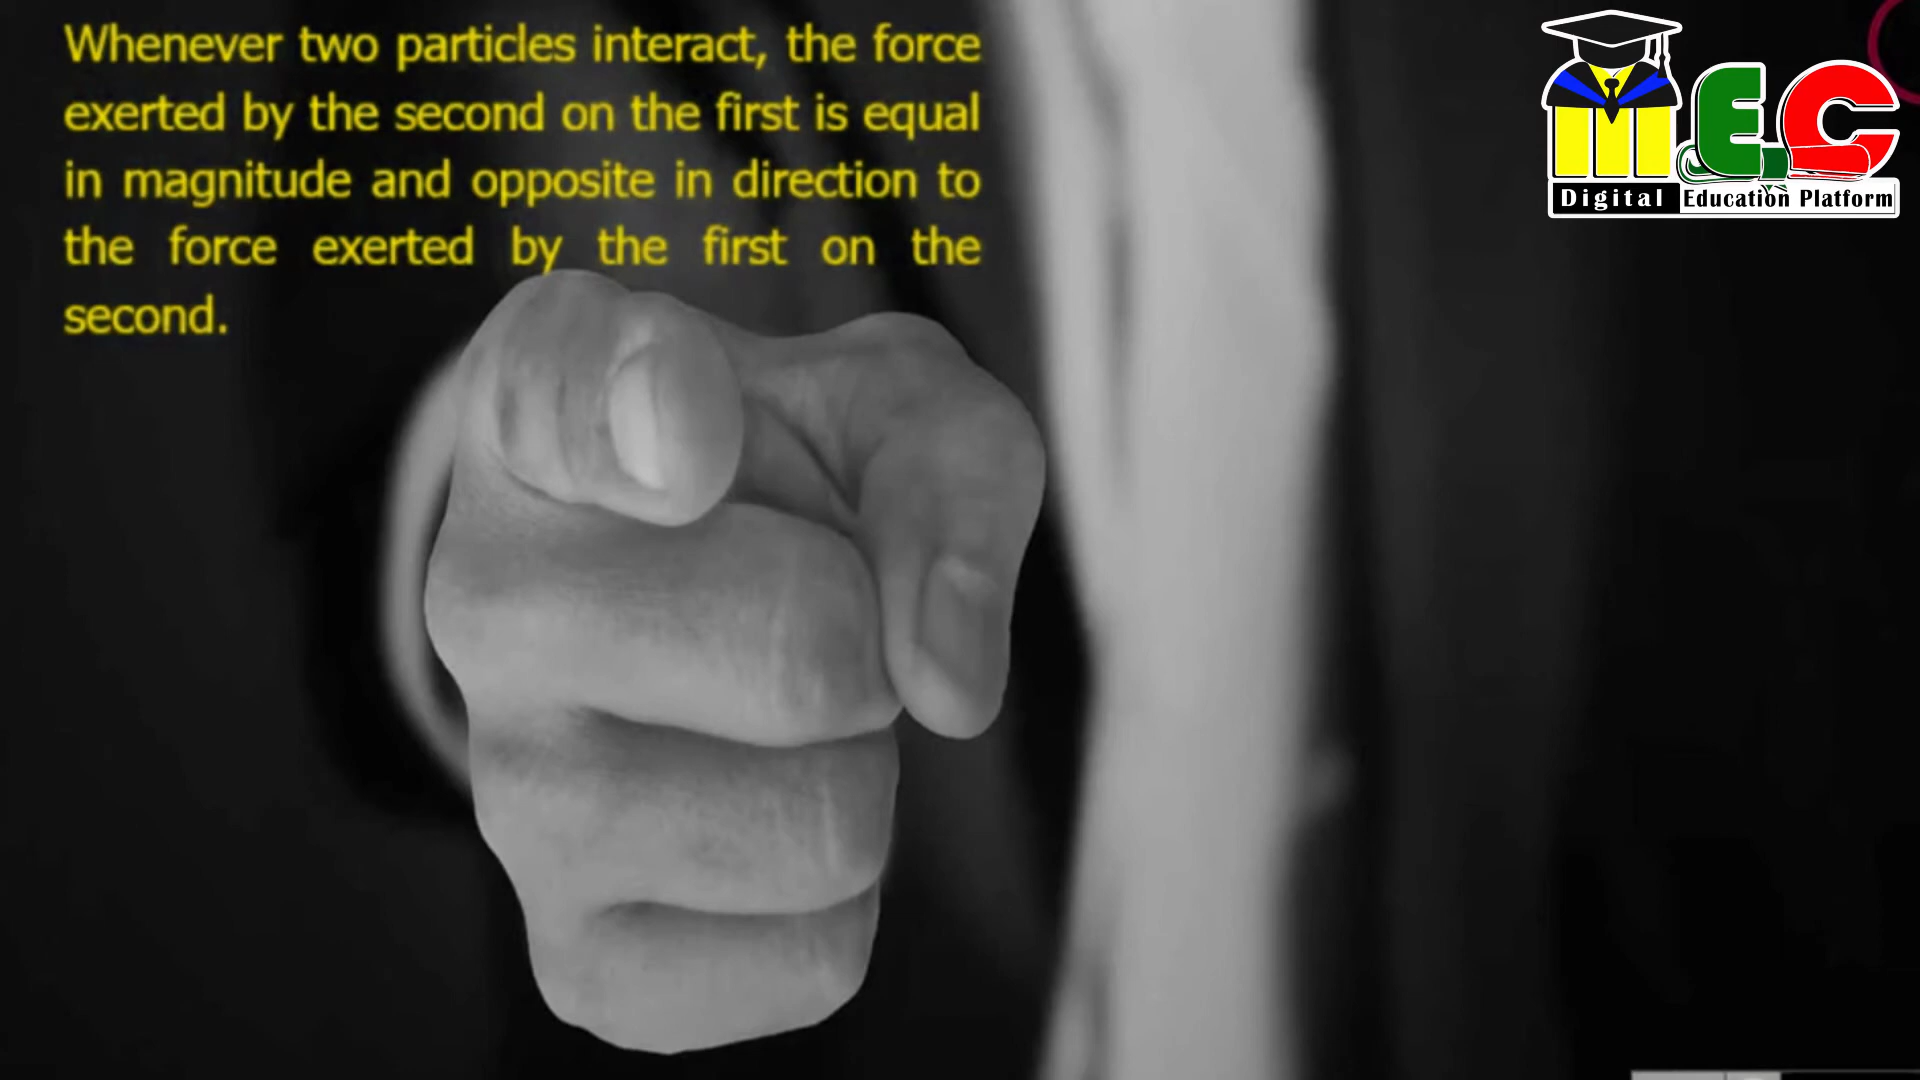 Whenever two particles interact, the force
exerted by the second on the first is equal
in magnitude and opposite in direction to
the force exerted by the first on the
second.
MEC
Digital Education Platform